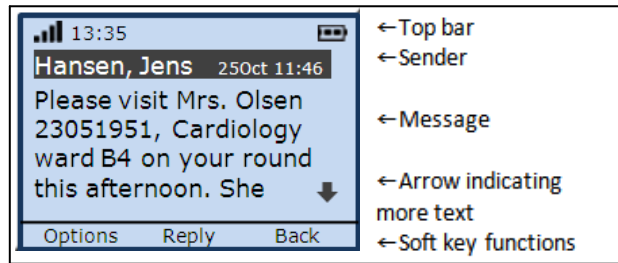 13:35
Hansen, Jens 25Oct 11:46
Please visit Mrs. Olsen
23051951, Cardiology
ward B4 on your round
this afternoon. She
Options Reply Back
←Top bar
←Sender
←Message
←Arrow indicating
more text
←Soft key functions